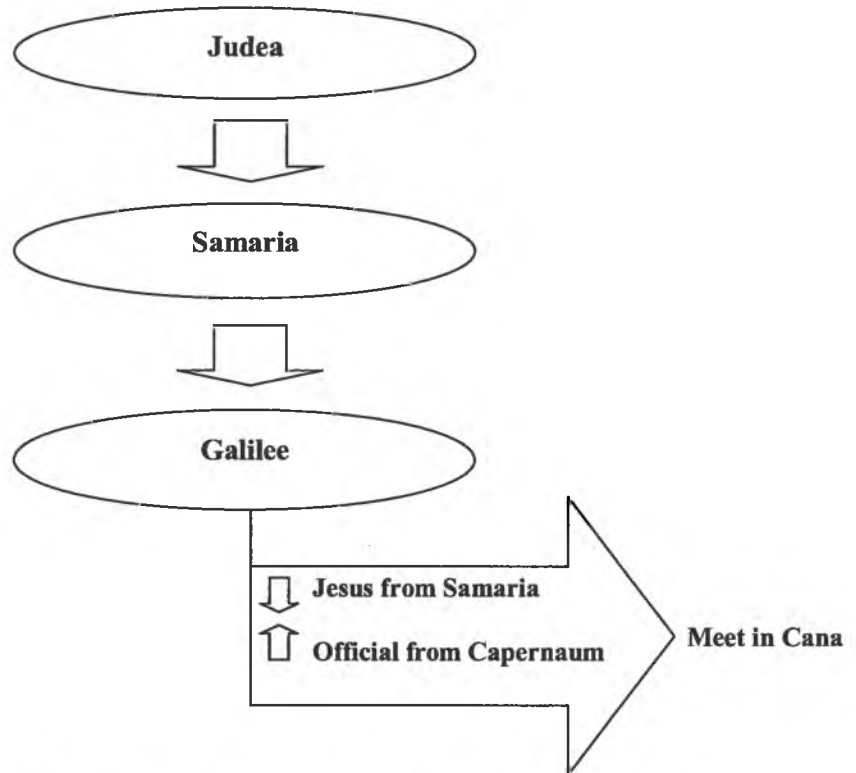 Judea
Samaria
Galilee
Jesus from Samaria
Official from Capernaum
Meet in Cana